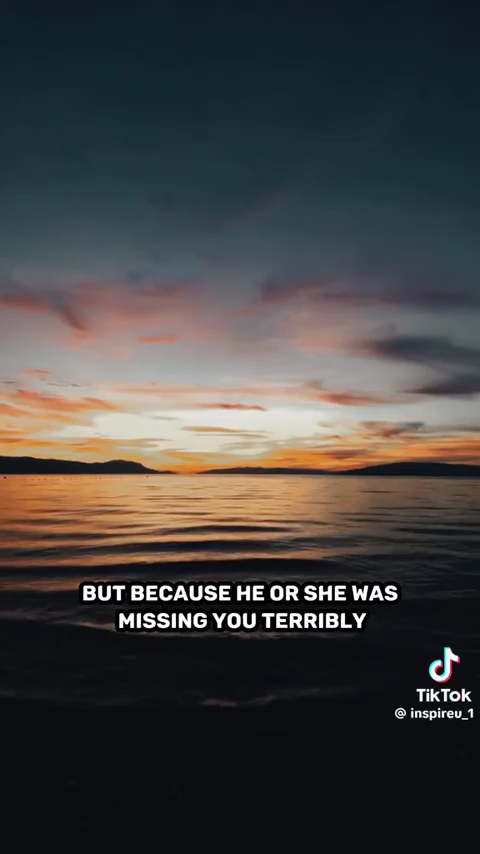 BUT BECAUSE HE OR SHE WAS
MISSING YOU TERRIBLY
TikTok
@ inspireu_1